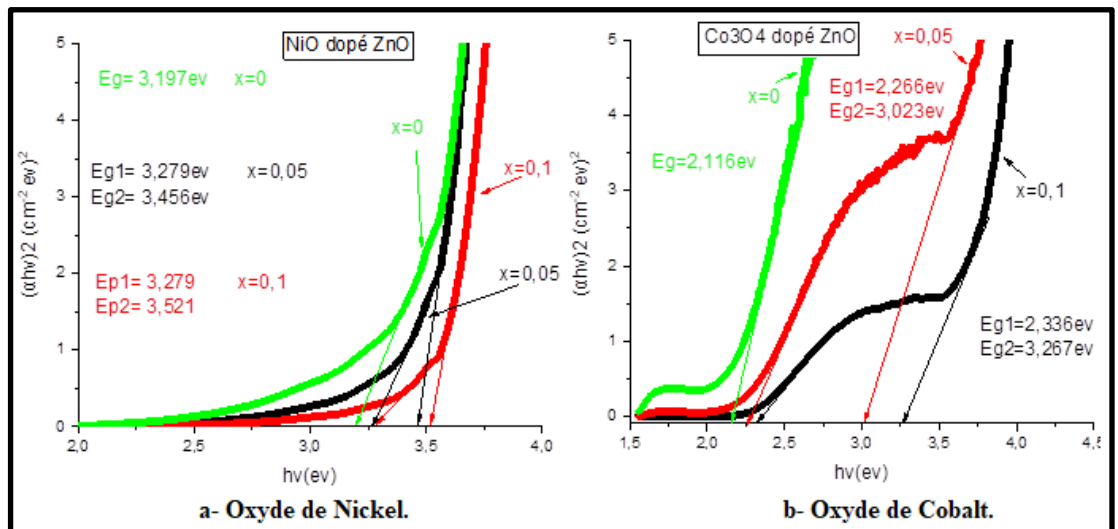 NiO dopé ZnO
Eg= 3,197ev x=0
x=0
Eg1= 3,279ev x=0,05
Eg2= 3,456ev
x=0,1
Ep1= 3,279 x=0,1
Ep2= 3,521
x=0,05
(αhv)2 (cm⁻² ev)²
5
4
3
2
1
0
2,0
2,5
3,0
3,5
4,0
hv(ev)
a- Oxyde de Nickel.
Co3O4 dopé ZnO
x=0,05
x=0
Eg1=2,266ev
Eg2=3,023ev
Eg=2,116ev
x=0,1
Eg1=2,336ev
Eg2=3,267ev
(αhv)2 (cm⁻² ev)²
5
4
3
2
1
0
1,5
2,0
2,5
3,0
3,5
4,0
4,5
hv(ev)
b- Oxyde de Cobalt.